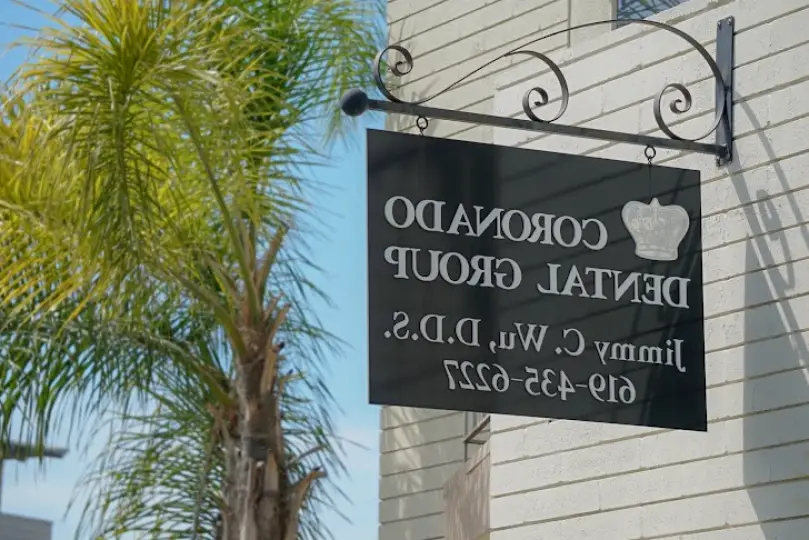 CORONADO
DENTAL GROUP
Jimmy C. Wu, D.D.S.
619-435-6227